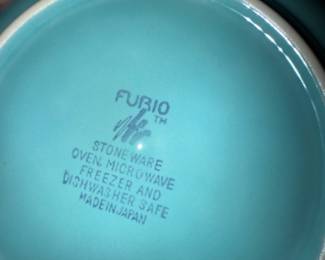 FURIO
TM
STONEWARE
OVEN, MICROWAVE
FREEZER AND
DISHWASHER SAFE
MADE IN JAPAN